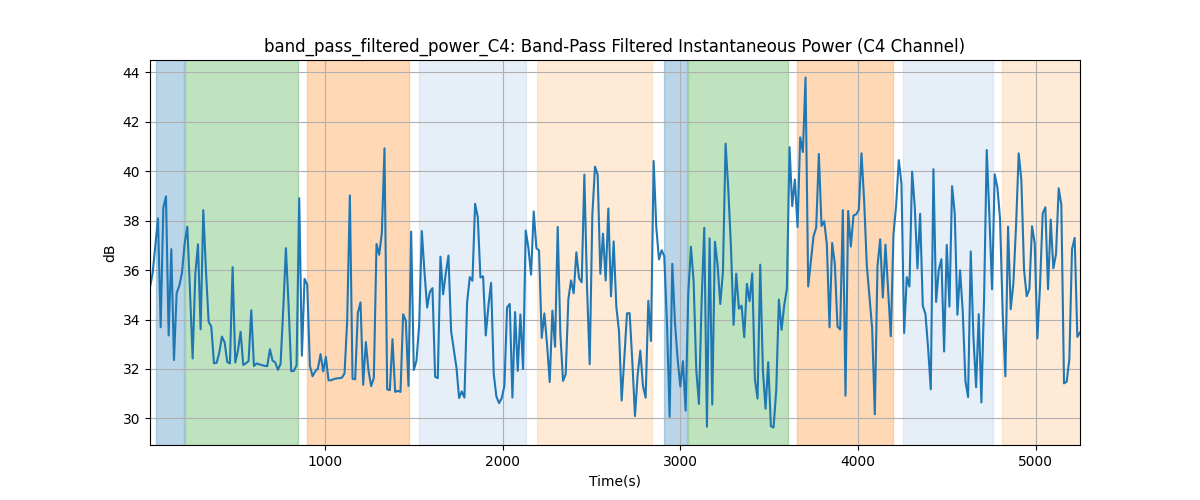 band_pass_filtered_power_C4: Band-Pass Filtered Instantaneous Power (C4 Channel)
44
42
40
38
36
34
32
30
dB
1000 2000 3000 4000 5000
Time(s)